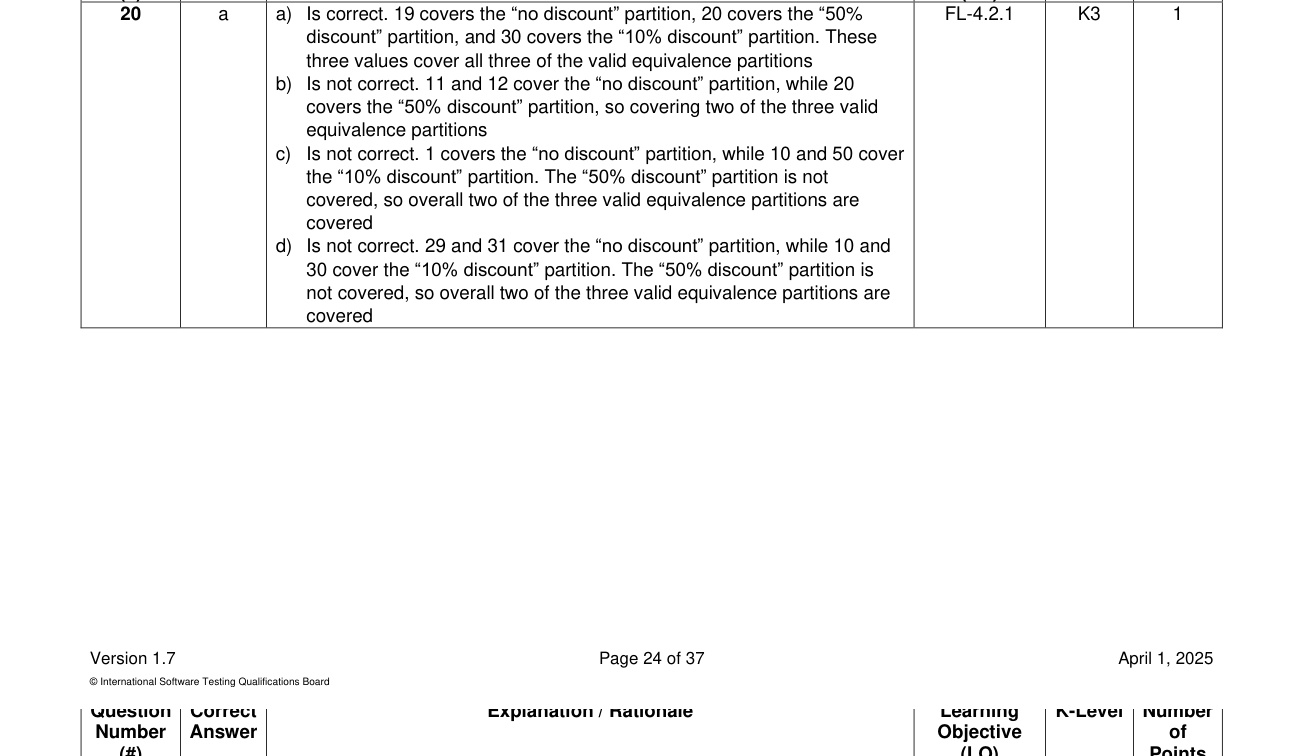 20 a a) Is correct. 19 covers the “no discount” partition, 20 covers the “50% FL-4.2.1 K3 1
discount” partition, and 30 covers the “10% discount” partition. These
three values cover all three of the valid equivalence partitions
b) Is not correct. 11 and 12 cover the “no discount” partition, while 20
covers the “50% discount” partition, so covering two of the three valid
equivalence partitions
c) Is not correct. 1 covers the “no discount” partition, while 10 and 50 cover
the “10% discount” partition. The “50% discount” partition is not
covered, so overall two of the three valid equivalence partitions are
covered
d) Is not correct. 29 and 31 cover the “no discount” partition, while 10 and
30 cover the “10% discount” partition. The “50% discount” partition is
not covered, so overall two of the three valid equivalence partitions are
covered
Version 1.7 Page 24 of 37 April 1, 2025
© International Software Testing Qualifications Board
Question Correct Explanation / Rationale Learning K-Level Number
Number Answer Objective of
(#) (LO) Points